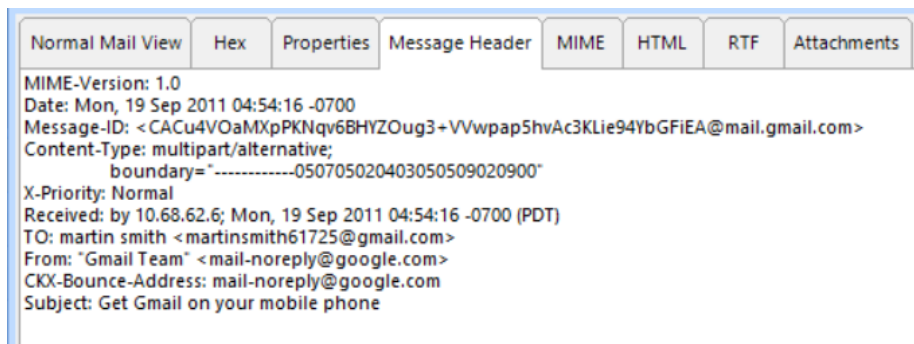 Normal Mail View Hex Properties Message Header MIME HTML RTF Attachments
MIME-Version: 1.0
Date: Mon, 19 Sep 2011 04:54:16 -0700
Message-ID: <CACu4VOaMXpPKNqv6BHYZOug3+VVwpap5hvAc3KLie94YbGFiEA@mail.gmail.com>
Content-Type: multipart/alternative;
boundary="------------050705020403050509020900"
X-Priority: Normal
Received: by 10.68.62.6; Mon, 19 Sep 2011 04:54:16 -0700 (PDT)
TO: martin smith <martinsmith61725@gmail.com>
From: "Gmail Team" <mail-noreply@google.com>
CKX-Bounce-Address: mail-noreply@google.com
Subject: Get Gmail on your mobile phone